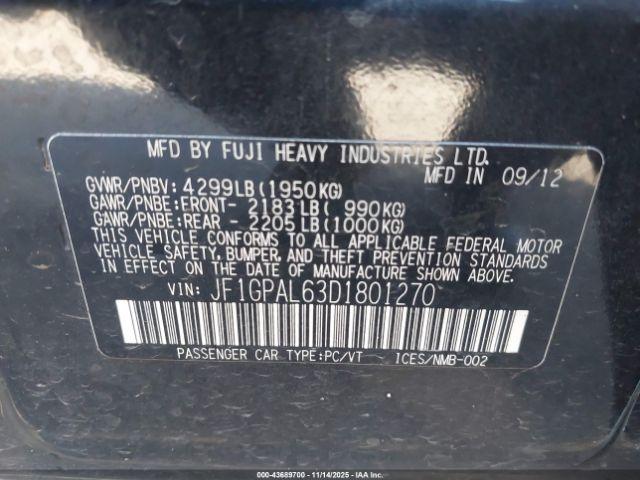 MFD BY FUJI HEAVY INDUSTRIES LTD.
MFD IN 09/12
GVWR/PNBV: 4299LB(1950KG)
GAWR/PNBE:FRONT- 2183LB( 990KG)
GAWR/PNBE:REAR - 2205LB(1000KG)
THIS VEHICLE CONFORMS TO ALL APPLICABLE FEDERAL MOTOR
VEHICLE SAFETY, BUMPER, AND THEFT PREVENTION STANDARDS
IN EFFECT ON THE DATE OF MANUFACTURE SHOWN ABOVE.
VIN: JF1GPAL63D1801270
PASSENGER CAR TYPE:PC/VT ICES/NMB-002
000-43689700 - 11/14/2025 - IAAI.com